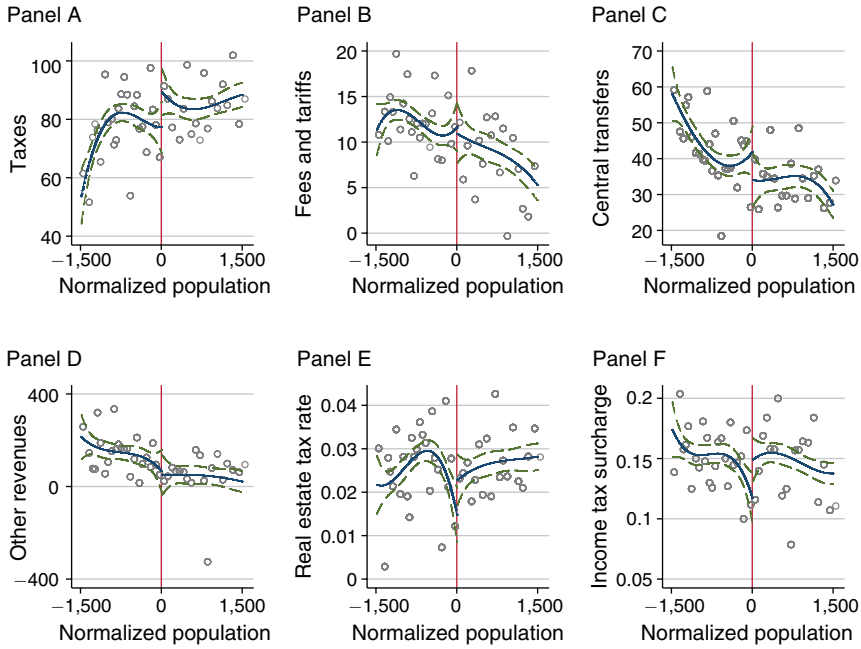 Panel A
Panel B
Panel C
Taxes
100
80
60
40
−1,500 0 1,500
Normalized population
Fees and tariffs
20
15
10
5
0
−1,500 0 1,500
Normalized population
Central transfers
70
60
50
40
30
20
−1,500 0 1,500
Normalized population
Panel D
Panel E
Panel F
Other revenues
400
0
−400
−1,500 0 1,500
Normalized population
Real estate tax rate
0.04
0.03
0.02
0.01
0
−1,500 0 1,500
Normalized population
Income tax surcharge
0.2
0.15
0.1
0.05
−1,500 0 1,500
Normalized population